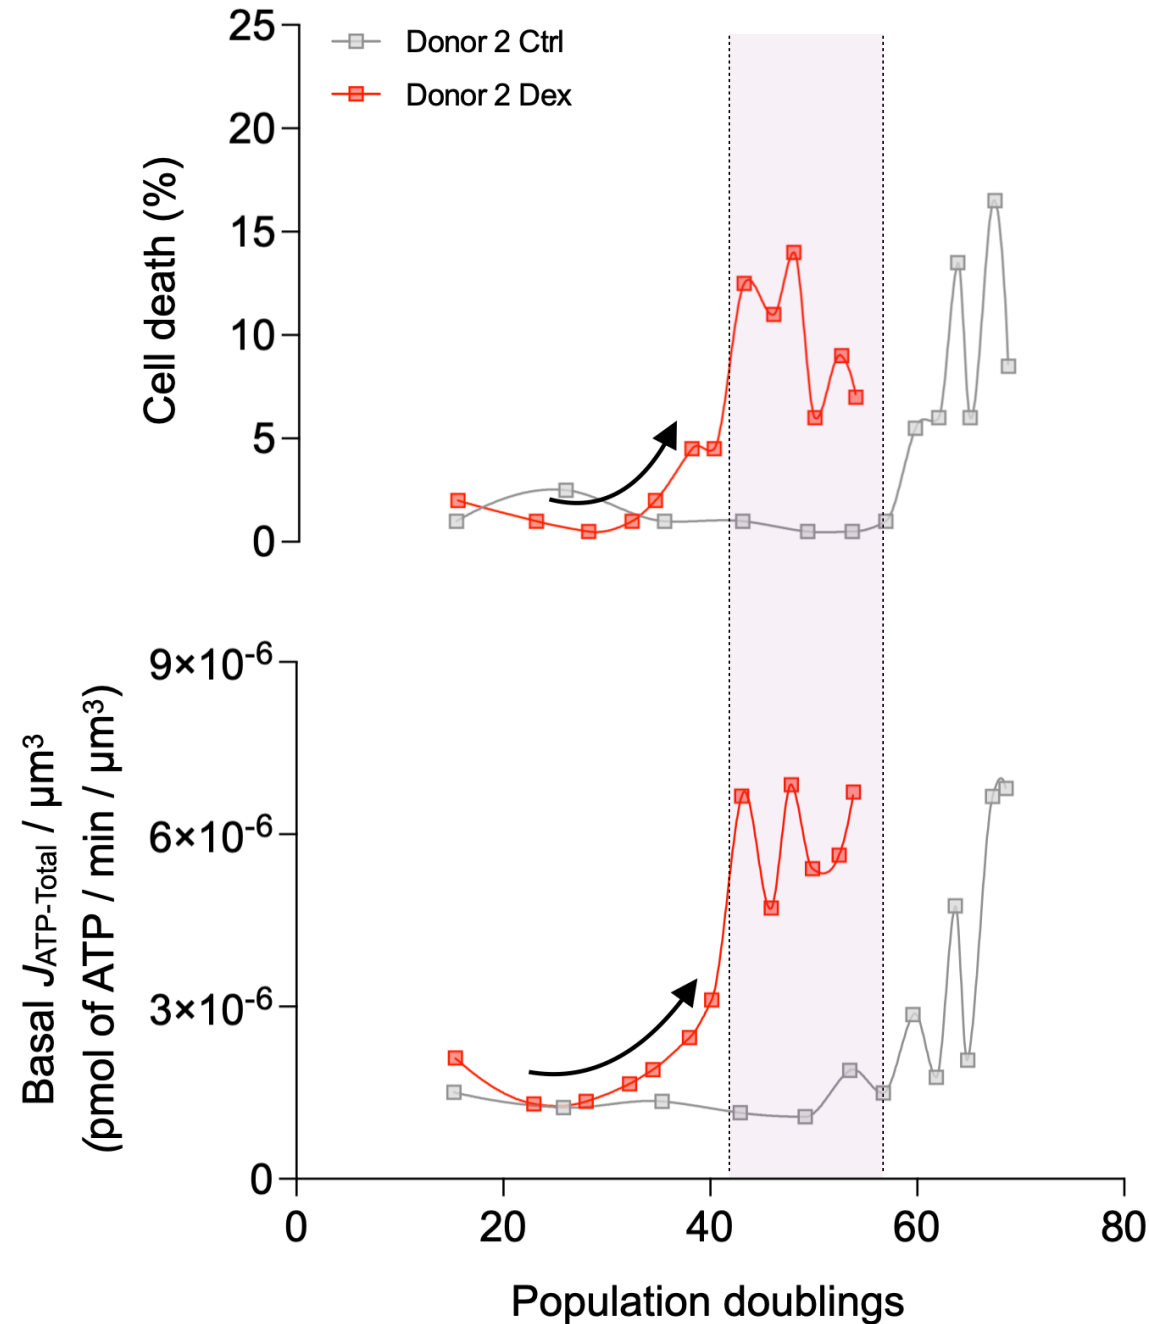 25
20
15
10
5
0
Cell death (%)
Donor 2 Ctrl
Donor 2 Dex
9×10⁻⁶
6×10⁻⁶
3×10⁻⁶
0
Basal JATP-Total / µm³
(pmol of ATP / min / µm³)
0 20 40 60 80
Population doublings